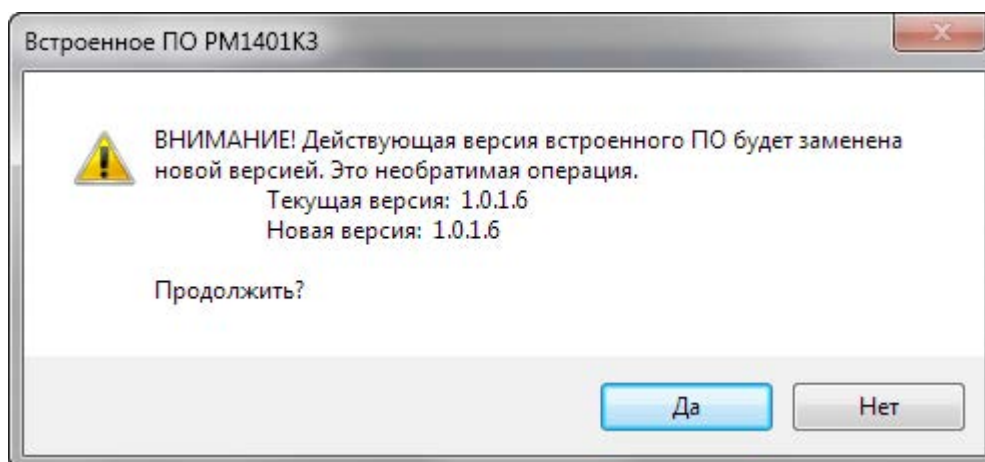 Встроенное ПО PM1401K3
ВНИМАНИЕ! Действующая версия встроенного ПО будет заменена
новой версией. Это необратимая операция.
Текущая версия: 1.0.1.6
Новая версия: 1.0.1.6
Продолжить?
Да
Нет